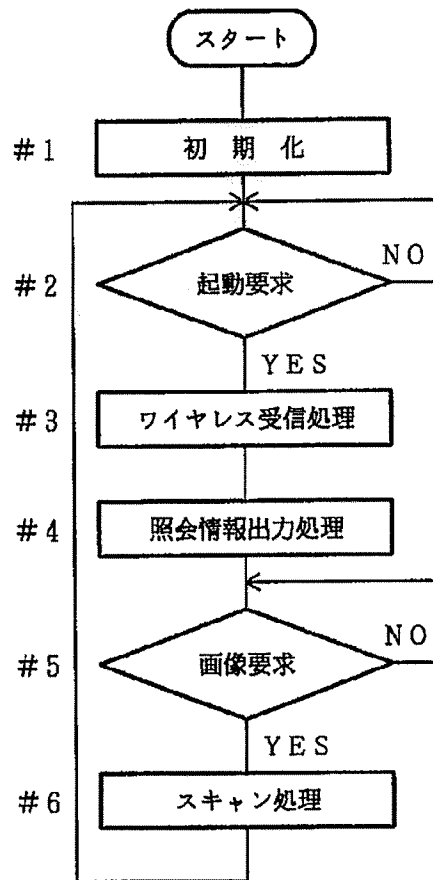 スタート
#1 初期化
#2 起動要求 NO
YES
#3 ワイヤレス受信処理
#4 照会情報出力処理
#5 画像要求 NO
YES
#6 スキャン処理